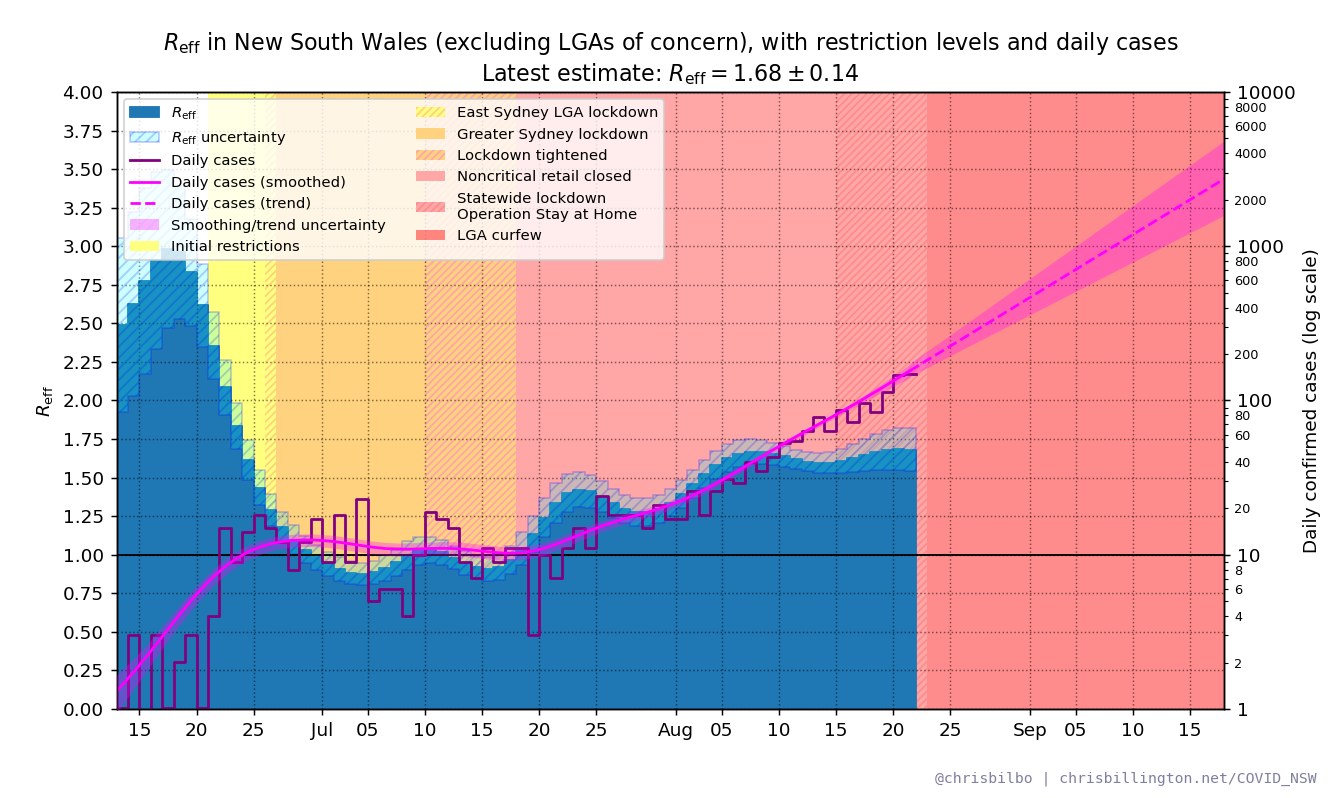 R_eff in New South Wales (excluding LGAs of concern), with restriction levels and daily cases
Latest estimate: R_eff = 1.68 ± 0.14
R_eff
R_eff uncertainty
Daily cases
Daily cases (smoothed)
Daily cases (trend)
Smoothing/trend uncertainty
Initial restrictions
East Sydney LGA lockdown
Greater Sydney lockdown
Lockdown tightened
Noncritical retail closed
Statewide lockdown
Operation Stay at Home
LGA curfew
R_eff
4.00
3.75
3.50
3.25
3.00
2.75
2.50
2.25
2.00
1.75
1.50
1.25
1.00
0.75
0.50
0.25
0.00
10000
8000
6000
4000
2000
1000
800
600
400
200
100
80
60
40
20
10
8
6
4
2
1
Daily confirmed cases (log scale)
15 20 25 Jul 05 10 15 20 25 Aug 05 10 15 20 25 Sep 05 10 15
@chrisbilbo | chrisbillington.net/COVID_NSW